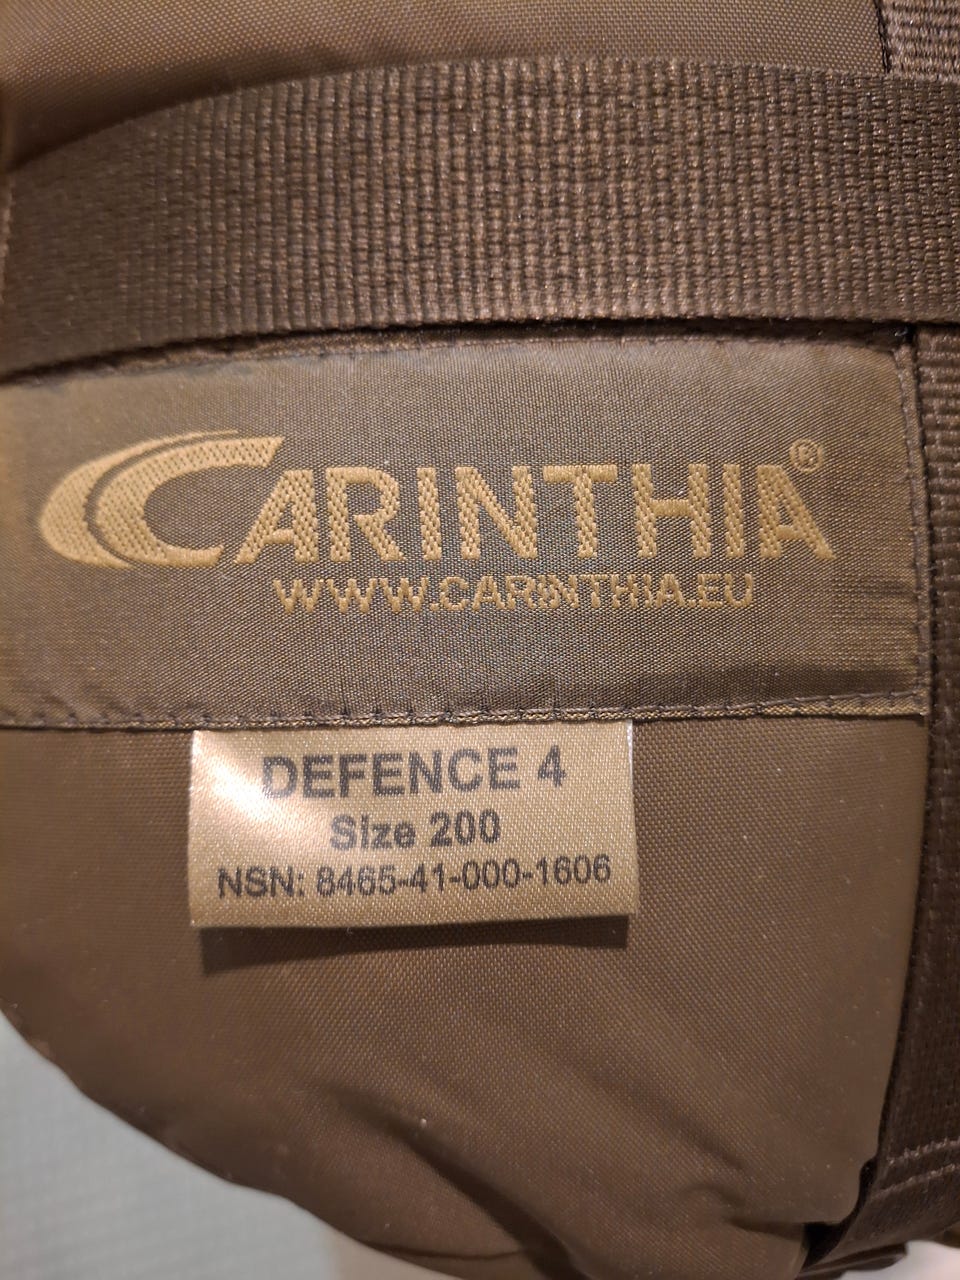 CARINTHIA®
WWW.CARINTHIA.EU
DEFENCE 4
Size 200
NSN: 8465-41-000-1606